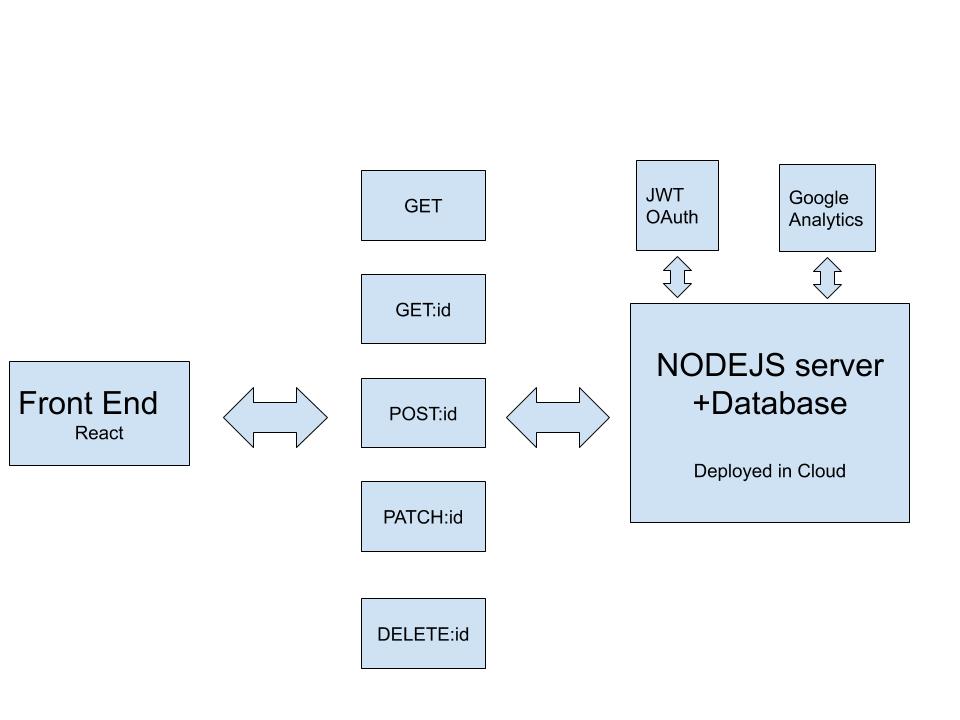 GET
GET:id
POST:id
PATCH:id
DELETE:id
Front End
React
JWT
OAuth
Google
Analytics
NODEJS server
+Database
Deployed in Cloud